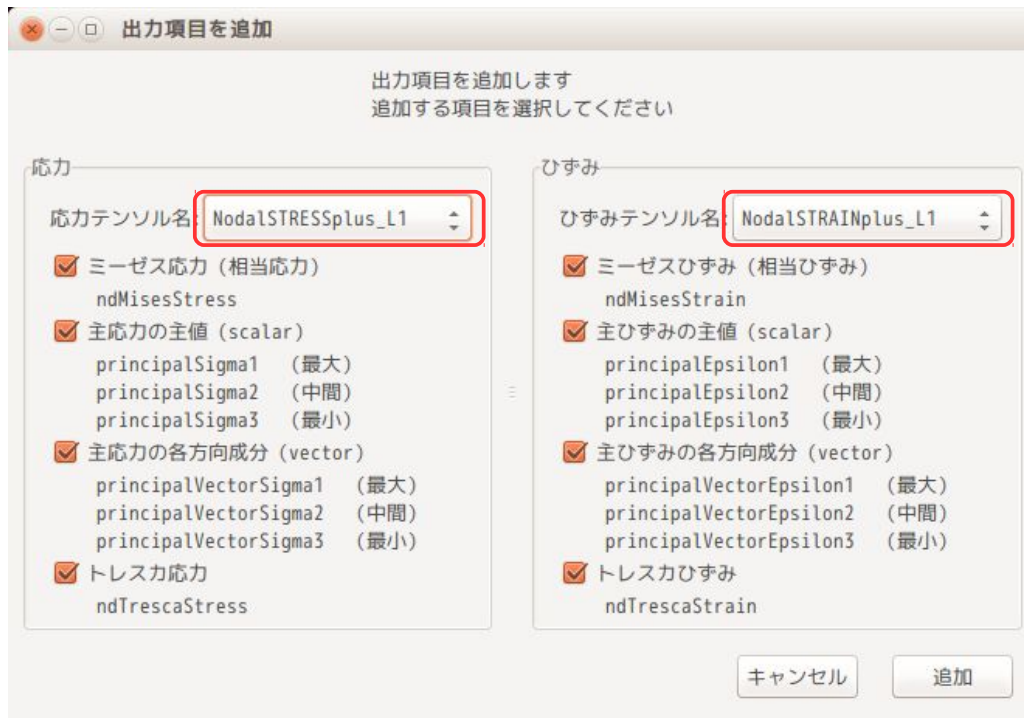 出力項目を追加
出力項目を追加します
追加する項目を選択してください
応力
応力テンソル名: NodalSTRESSplus_L1
ミーゼス応力 (相当応力)
ndMisesStress
主応力の主値 (scalar)
principalSigma1 (最大)
principalSigma2 (中間)
principalSigma3 (最小)
主応力の各方向成分 (vector)
principalVectorSigma1 (最大)
principalVectorSigma2 (中間)
principalVectorSigma3 (最小)
トレスカ応力
ndTrescaStress
ひずみ
ひずみテンソル名: NodalSTRAINplus_L1
ミーゼスひずみ (相当ひずみ)
ndMisesStrain
主ひずみの主値 (scalar)
principalEpsilon1 (最大)
principalEpsilon2 (中間)
principalEpsilon3 (最小)
主ひずみの各方向成分 (vector)
principalVectorEpsilon1 (最大)
principalVectorEpsilon2 (中間)
principalVectorEpsilon3 (最小)
トレスカひずみ
ndTrescaStrain
キャンセル
追加